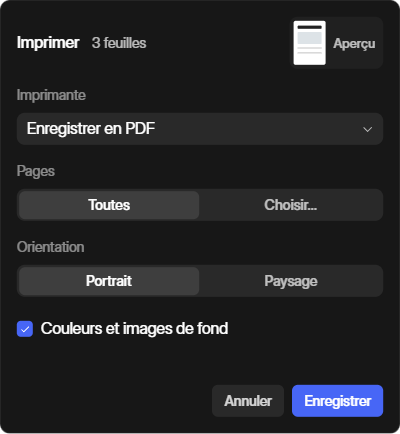 Imprimer 3 feuilles Aperçu
Imprimante
Enregistrer en PDF
Pages
Toutes Choisir...
Orientation
Portrait Paysage
Couleurs et images de fond
Annuler Enregistrer